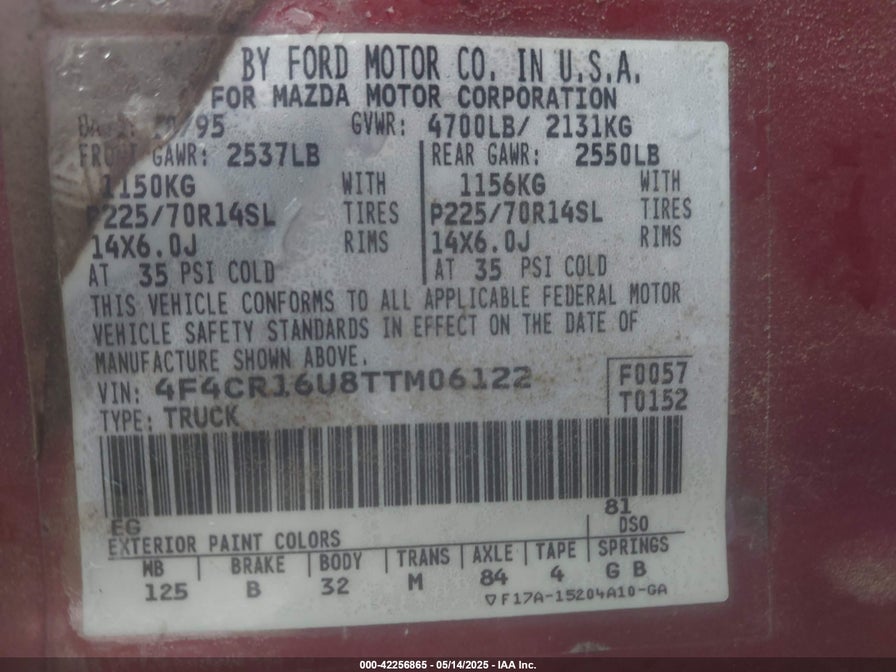 BY FORD MOTOR CO. IN U.S.A.
FOR MAZDA MOTOR CORPORATION
/95 GVWR: 4700LB/ 2131KG
FRONT GAWR: 2537LB REAR GAWR: 2550LB
1150KG WITH 1156KG WITH
P225/70R14SL TIRES P225/70R14SL TIRES
14X6.0J RIMS 14X6.0J RIMS
AT 35 PSI COLD AT 35 PSI COLD
THIS VEHICLE CONFORMS TO ALL APPLICABLE FEDERAL MOTOR
VEHICLE SAFETY STANDARDS IN EFFECT ON THE DATE OF
MANUFACTURE SHOWN ABOVE.
VIN: 4F4CR16U8TTM06122 F0057
TYPE: TRUCK T0152
EG 81
EXTERIOR PAINT COLORS DSO
WB BRAKE BODY TRANS AXLE TAPE SPRINGS
125 B 32 M 84 4 G B
▽F17A-15204A10-GA
000-42256865 - 05/14/2025 - IAA Inc.